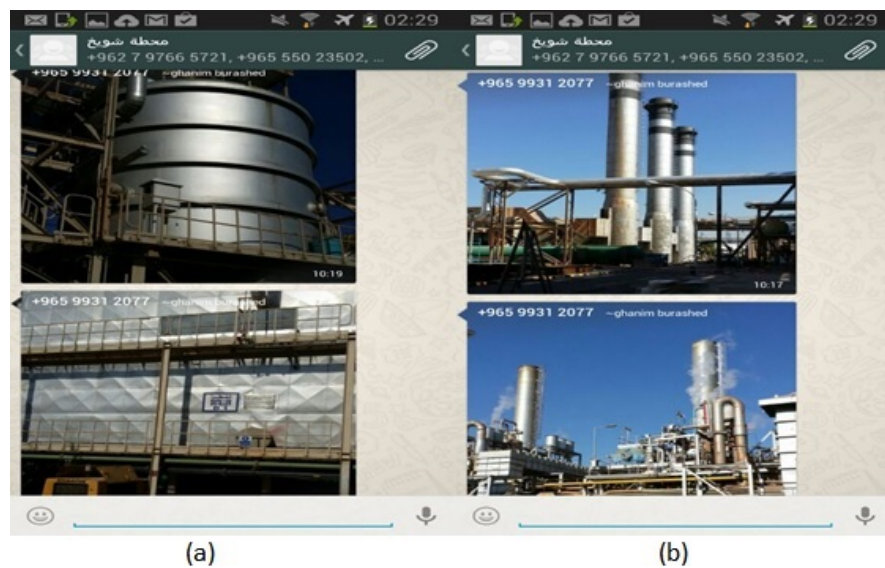 02:29
محطة شويخ
+962 7 9766 5721, +965 550 23502, ...
+965 9931 2077 ~ghanim burashed
10:19
+965 9931 2077 ~ghanim burashed
(a)
02:29
محطة شويخ
+962 7 9766 5721, +965 550 23502, ...
+965 9931 2077 ~ghanim burashed
10:17
+965 9931 2077 ~ghanim burashed
(b)